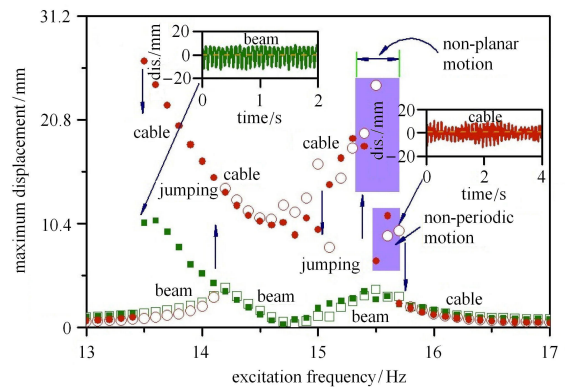 31.2
20.8
10.4
0
maximum displacement/mm
13
14
15
16
17
excitation frequency/Hz
20
0
−20
dis./mm
beam
0
1
2
time/s
non-planar
motion
20
0
−20
dis./mm
cable
0
2
4
time/s
non-periodic
motion
cable
cable
cable
jumping
jumping
beam
beam
beam
cable